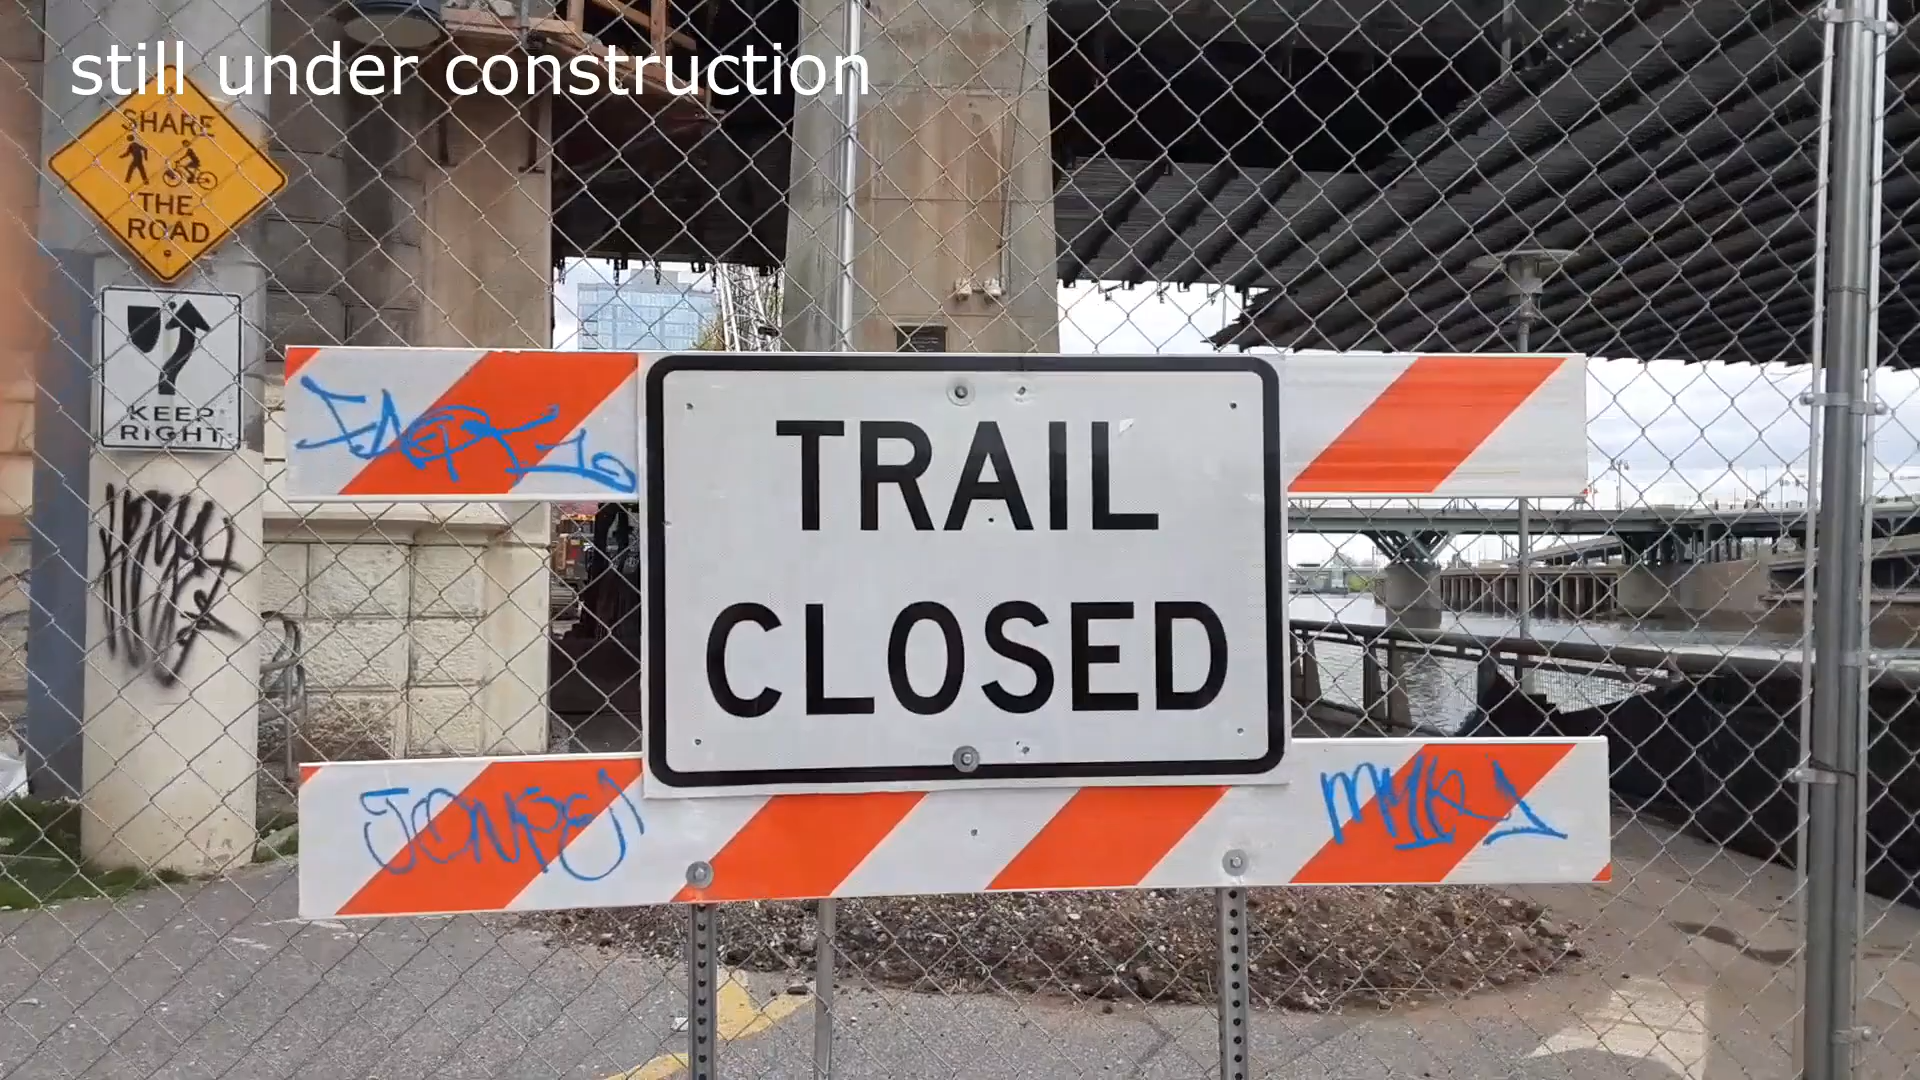 still under construction
SHARE
THE
ROAD
KEEP
RIGHT
TRAIL
CLOSED